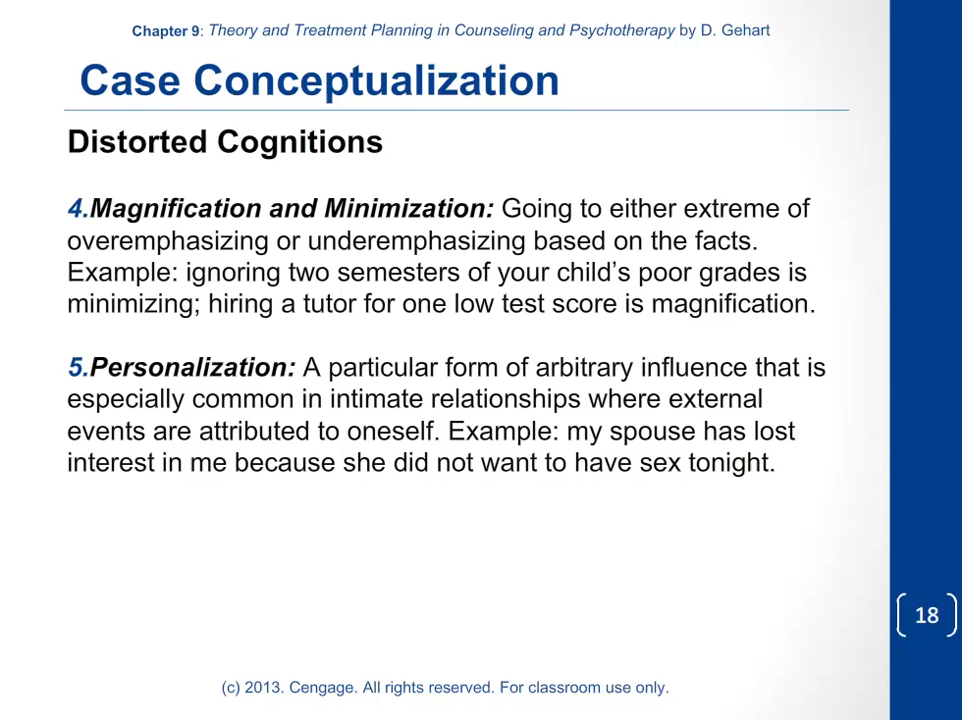 Chapter 9: Theory and Treatment Planning in Counseling and Psychotherapy by D. Gehart
Case Conceptualization
Distorted Cognitions
4.Magnification and Minimization: Going to either extreme of
overemphasizing or underemphasizing based on the facts.
Example: ignoring two semesters of your child’s poor grades is
minimizing; hiring a tutor for one low test score is magnification.
5.Personalization: A particular form of arbitrary influence that is
especially common in intimate relationships where external
events are attributed to oneself. Example: my spouse has lost
interest in me because she did not want to have sex tonight.
18
(c) 2013. Cengage. All rights reserved. For classroom use only.